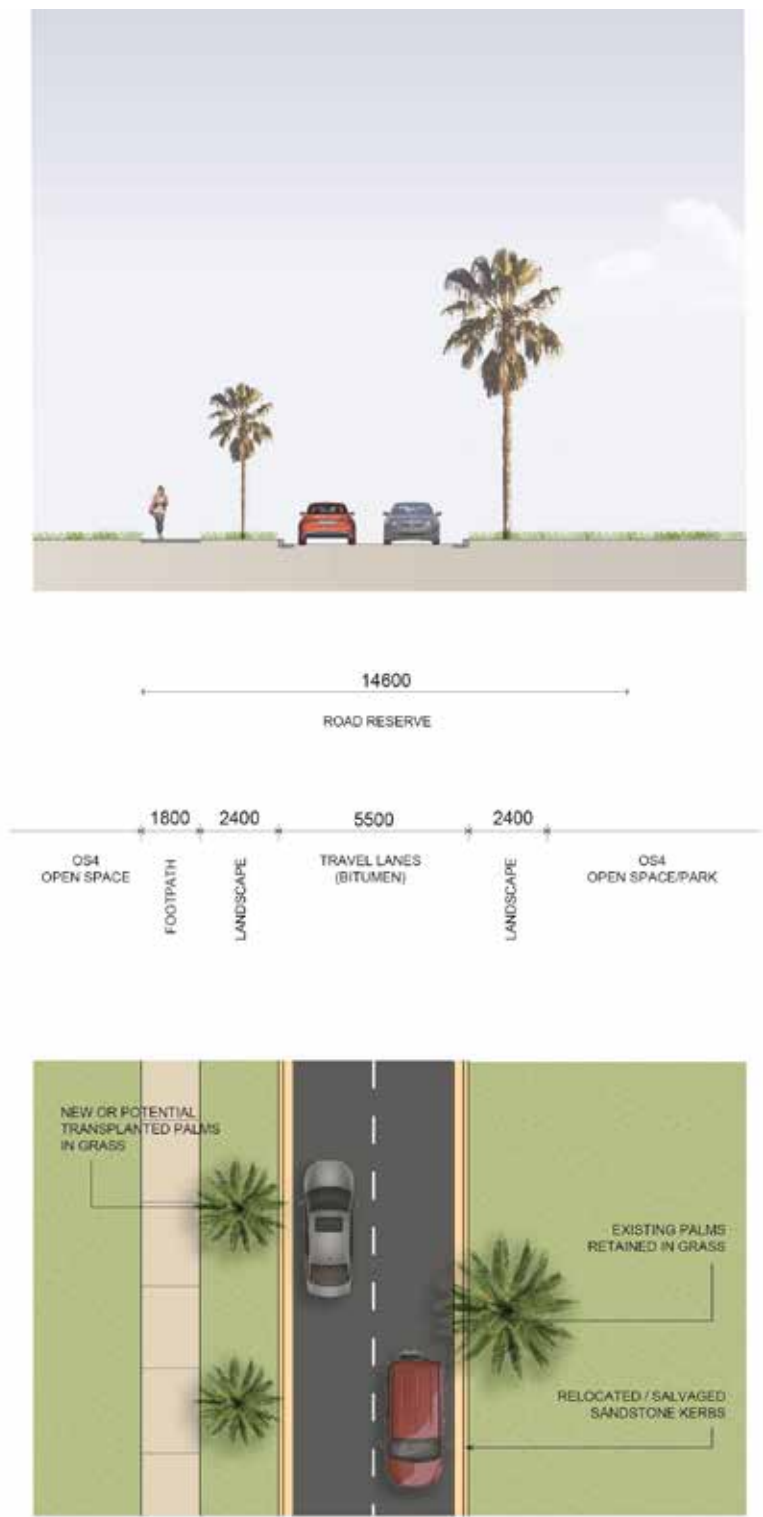 14600
ROAD RESERVE
1800
2400
5500
2400
OS4
OPEN SPACE
FOOTPATH
LANDSCAPE
TRAVEL LANES
(BITUMEN)
LANDSCAPE
OS4
OPEN SPACE/PARK
NEW OR POTENTIAL
TRANSPLANTED PALMS
IN GRASS
EXISTING PALMS
RETAINED IN GRASS
RELOCATED / SALVAGED
SANDSTONE KERBS